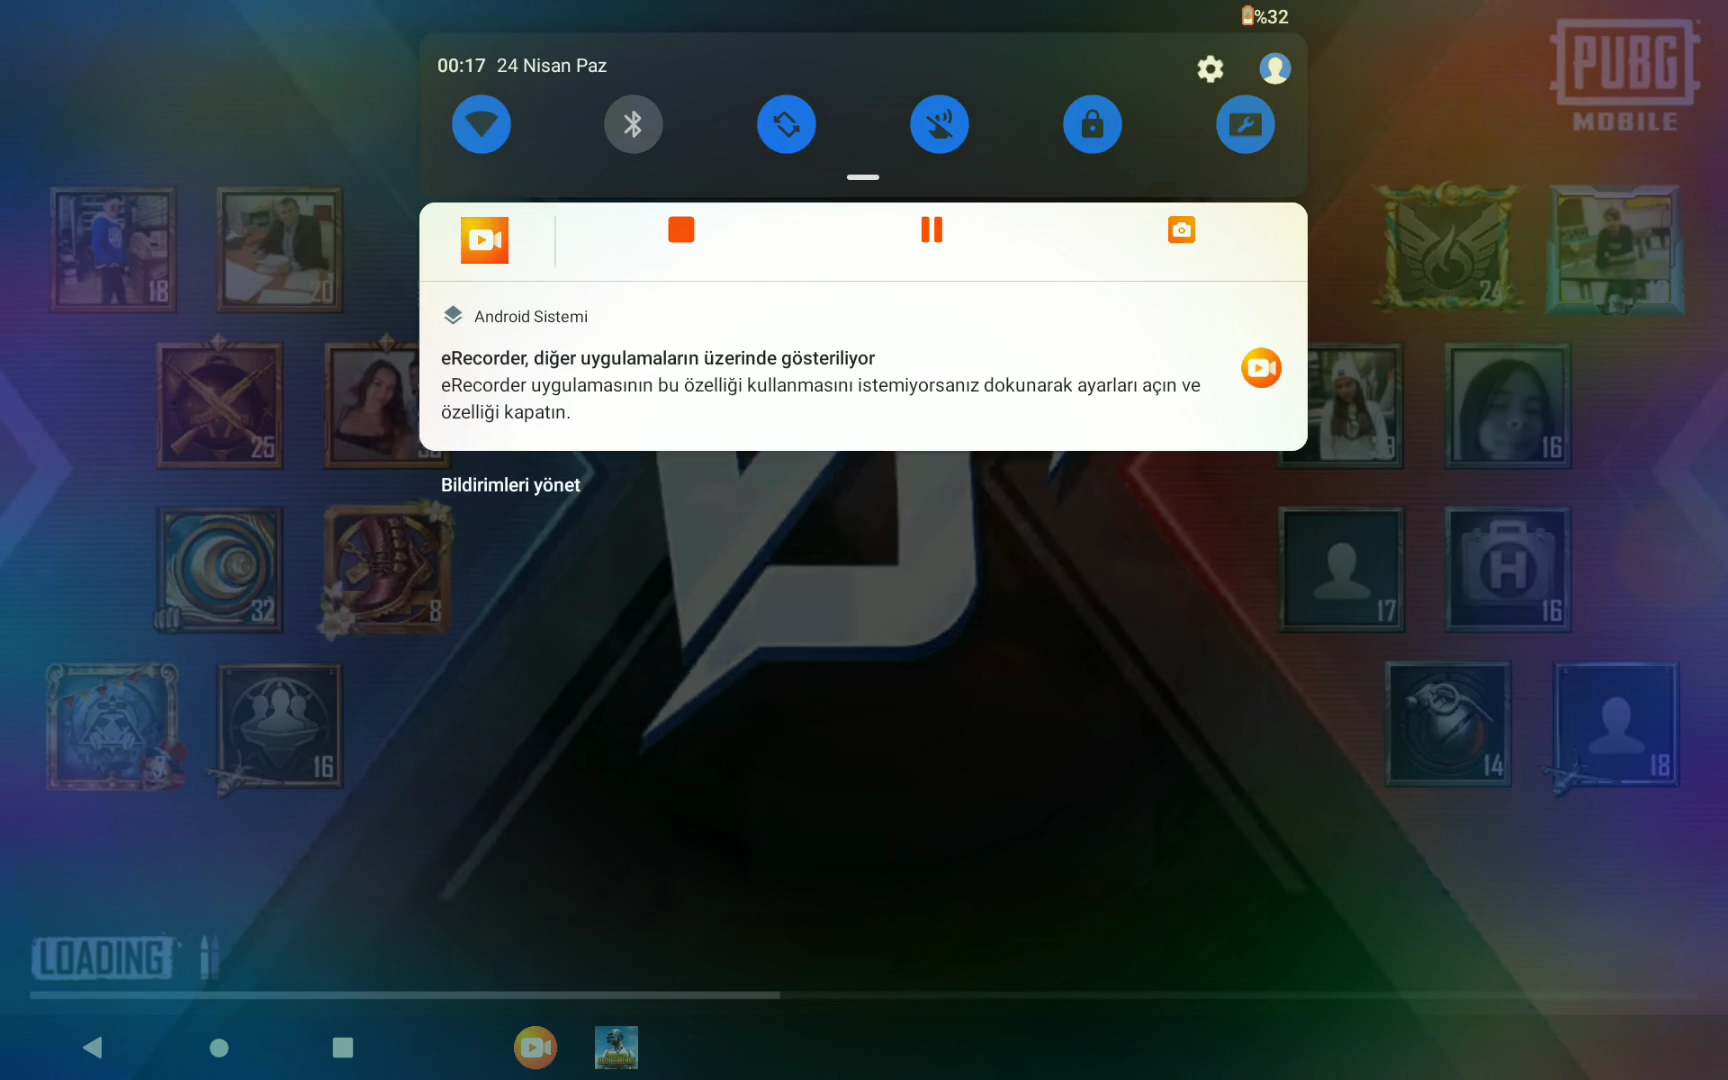 %32
00:17 24 Nisan Paz
PUBG
MOBILE
Android Sistemi
eRecorder, diğer uygulamaların üzerinde gösteriliyor
eRecorder uygulamasının bu özelliği kullanmasını istemiyorsanız dokunarak ayarları açın ve
özelliği kapatın.
Bildirimleri yönet
18
20
24
25
16
32
8
17
16
H
16
14
18
LOADING